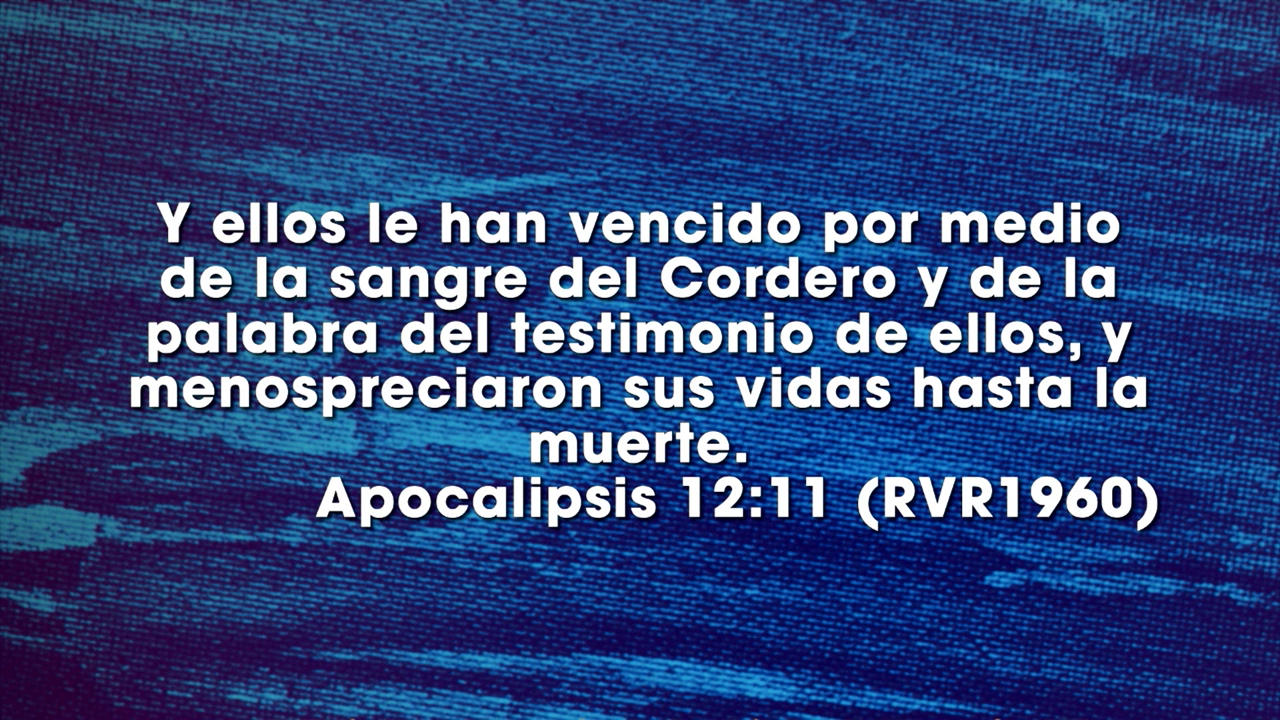 Y ellos le han vencido por medio
de la sangre del Cordero y de la
palabra del testimonio de ellos, y
menospreciaron sus vidas hasta la
muerte.
Apocalipsis 12:11 (RVR1960)